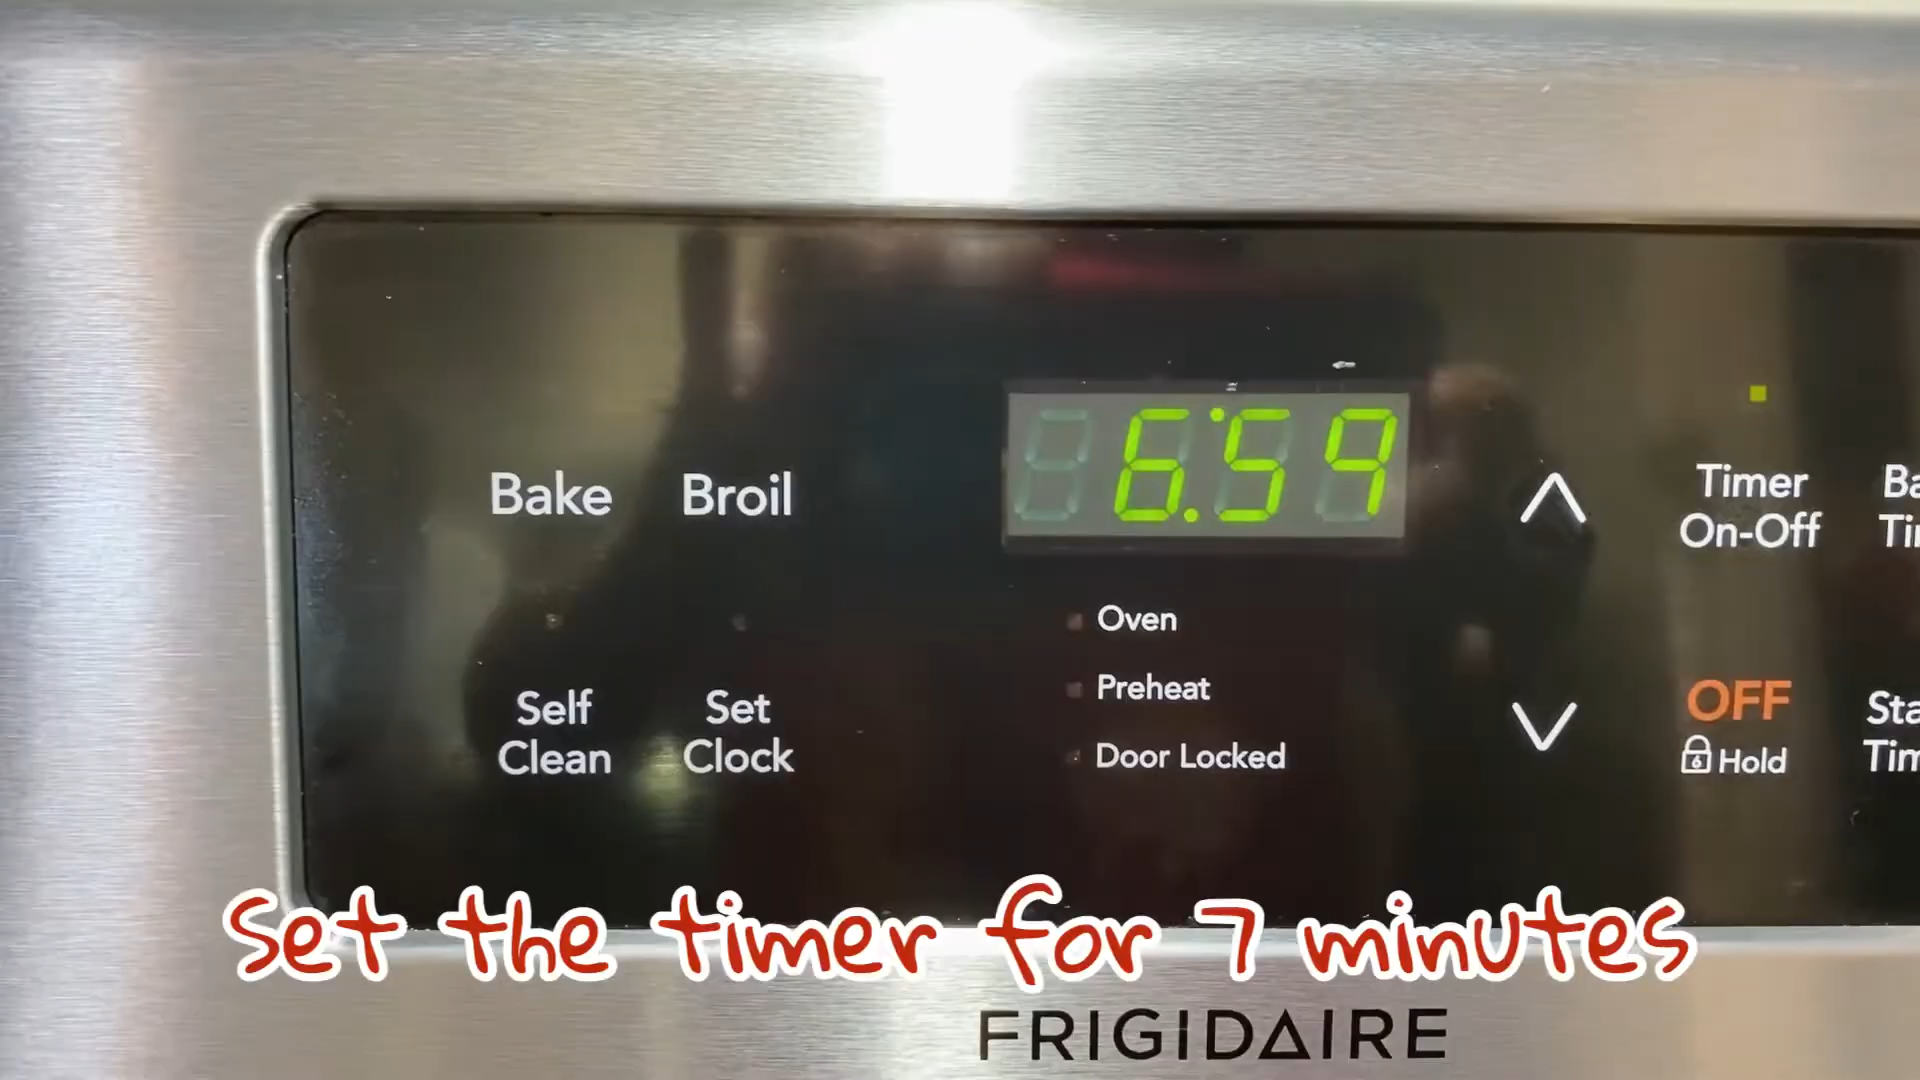 6:59
Bake
Broil
Timer
On-Off
Oven
Preheat
Door Locked
Self
Clean
Set
Clock
OFF
Hold
Set the timer for 7 minutes
FRIGIDAIRE